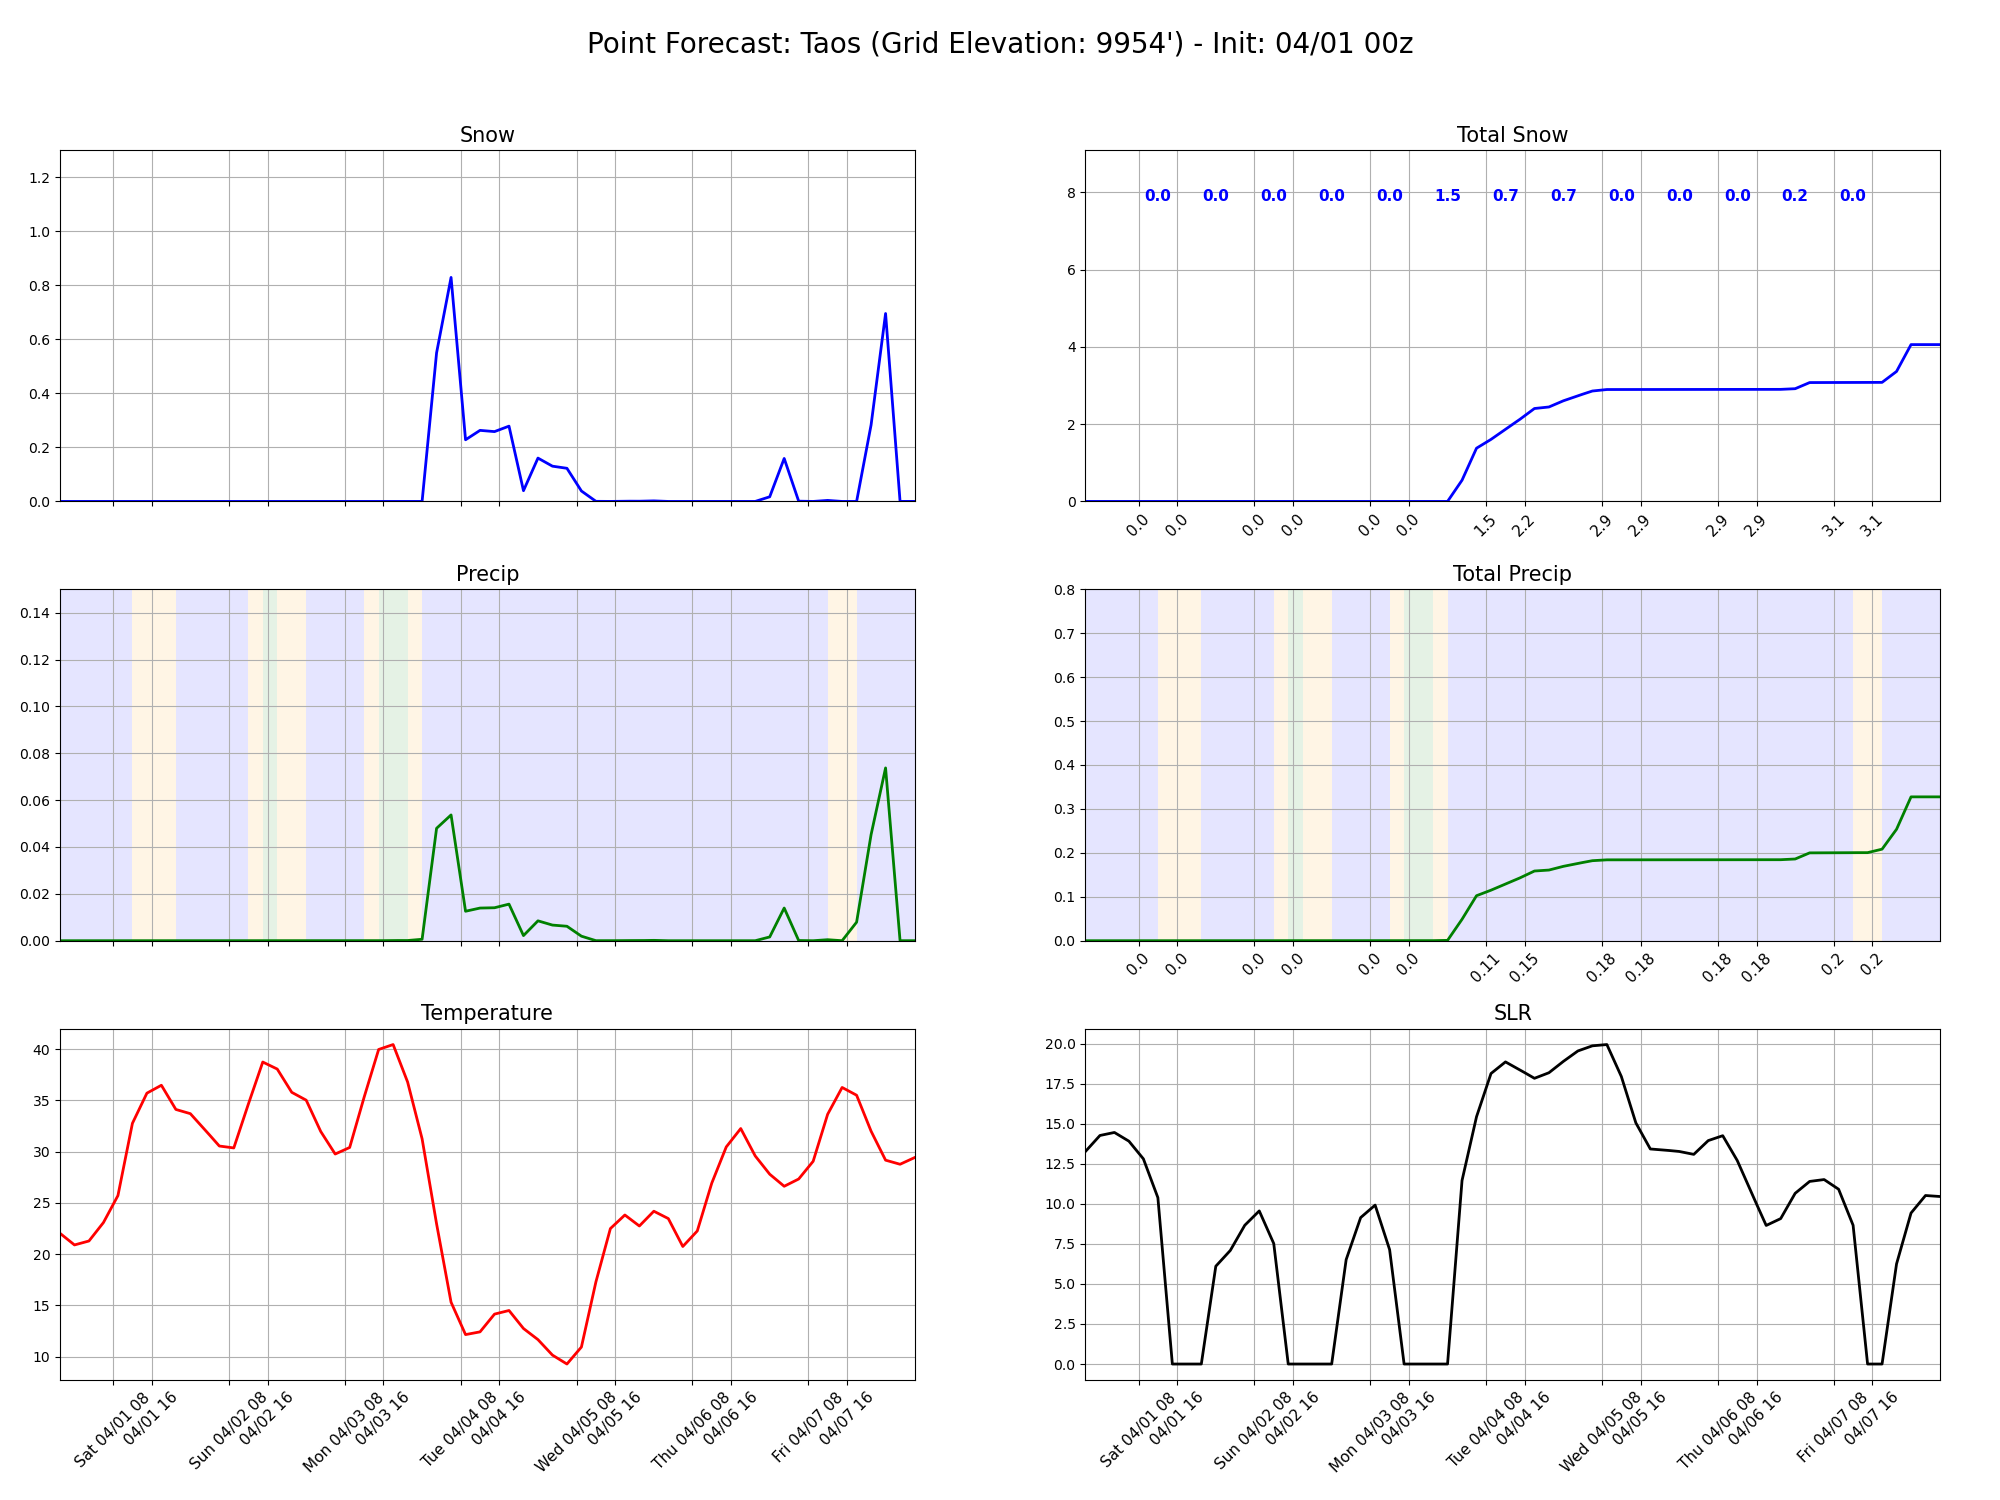 Point Forecast: Taos (Grid Elevation: 9954') - Init: 04/01 00z
Snow
1.2
1.0
0.8
0.6
0.4
0.2
0.0
Total Snow
0.0 0.0 0.0 0.0 0.0 1.5 0.7 0.7 0.0 0.0 0.0 0.2 0.0
8
6
4
2
0
0.0 0.0 0.0 0.0 0.0 0.0 1.5 2.2 2.9 2.9 2.9 2.9 3.1 3.1
Precip
0.14
0.12
0.10
0.08
0.06
0.04
0.02
0.00
Total Precip
0.8
0.7
0.6
0.5
0.4
0.3
0.2
0.1
0.0
0.0 0.0 0.0 0.0 0.0 0.0 0.11 0.15 0.18 0.18 0.18 0.18 0.2 0.2
Temperature
40
35
30
25
20
15
10
Sat 04/01 08
04/01 16
Sun 04/02 08
04/02 16
Mon 04/03 08
04/03 16
Tue 04/04 08
04/04 16
Wed 04/05 08
04/05 16
Thu 04/06 08
04/06 16
Fri 04/07 08
04/07 16
SLR
20.0
17.5
15.0
12.5
10.0
7.5
5.0
2.5
0.0
Sat 04/01 08
04/01 16
Sun 04/02 08
04/02 16
Mon 04/03 08
04/03 16
Tue 04/04 08
04/04 16
Wed 04/05 08
04/05 16
Thu 04/06 08
04/06 16
Fri 04/07 08
04/07 16